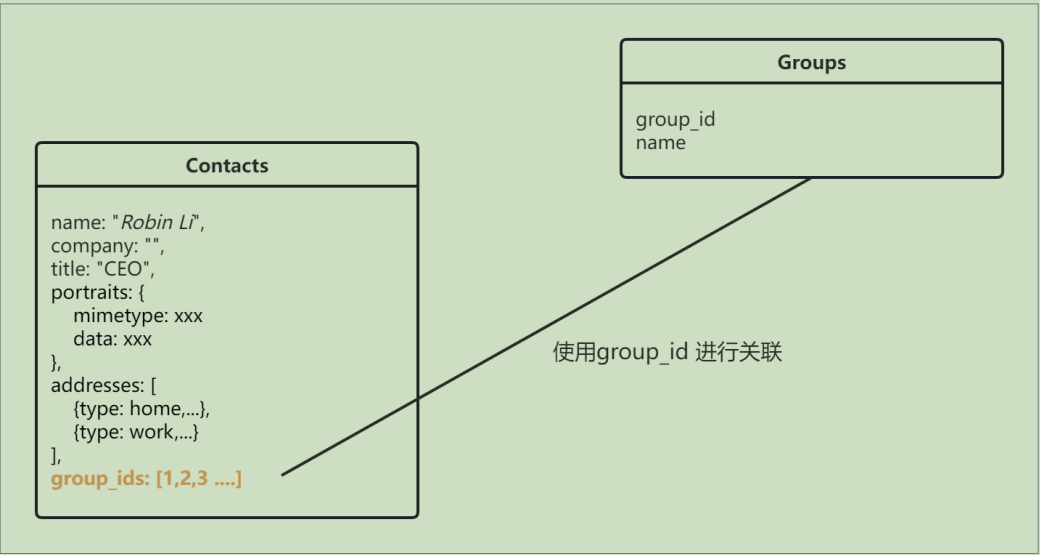 Groups
group_id
name
Contacts
name: "Robin Li",
company: "",
title: "CEO",
portraits: {
mimetype: xxx
data: xxx
},
addresses: [
{type: home,...},
{type: work,...}
],
group_ids: [1,2,3 ....]
使用group_id 进行关联